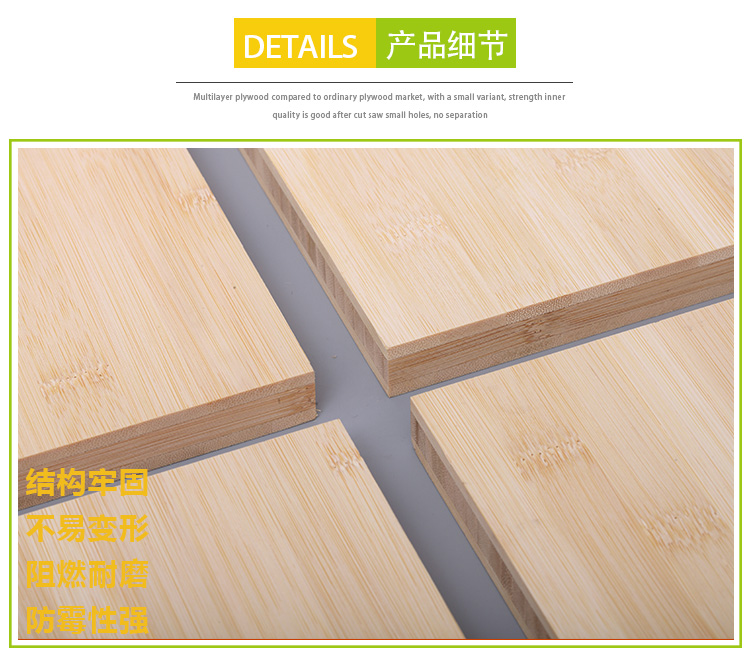 DETAILS 产品细节
Multilayer plywood compared to ordinary plywood market, with a small variant, strength inner
quality is good after cut saw small holes, no separation
结构牢固
不易变形
阻燃耐磨
防霉性强